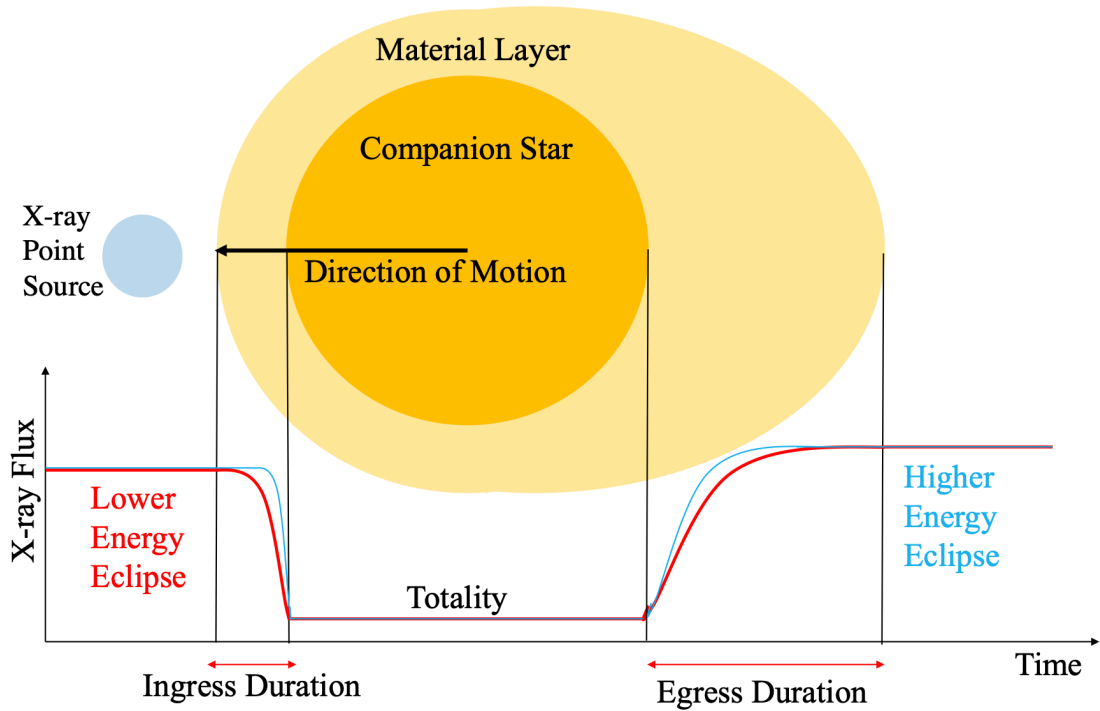 Material Layer
Companion Star
X-ray
Point
Source
Direction of Motion
X-ray Flux
Lower
Energy
Eclipse
Higher
Energy
Eclipse
Totality
Time
Ingress Duration
Egress Duration